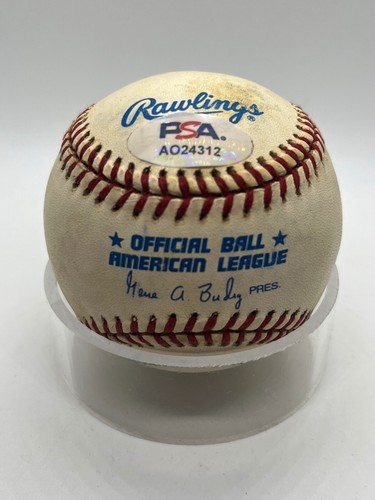 Rawlings®
PSA.
AO24312
★ OFFICIAL BALL ★
AMERICAN LEAGUE
Gene A Budig PRES.